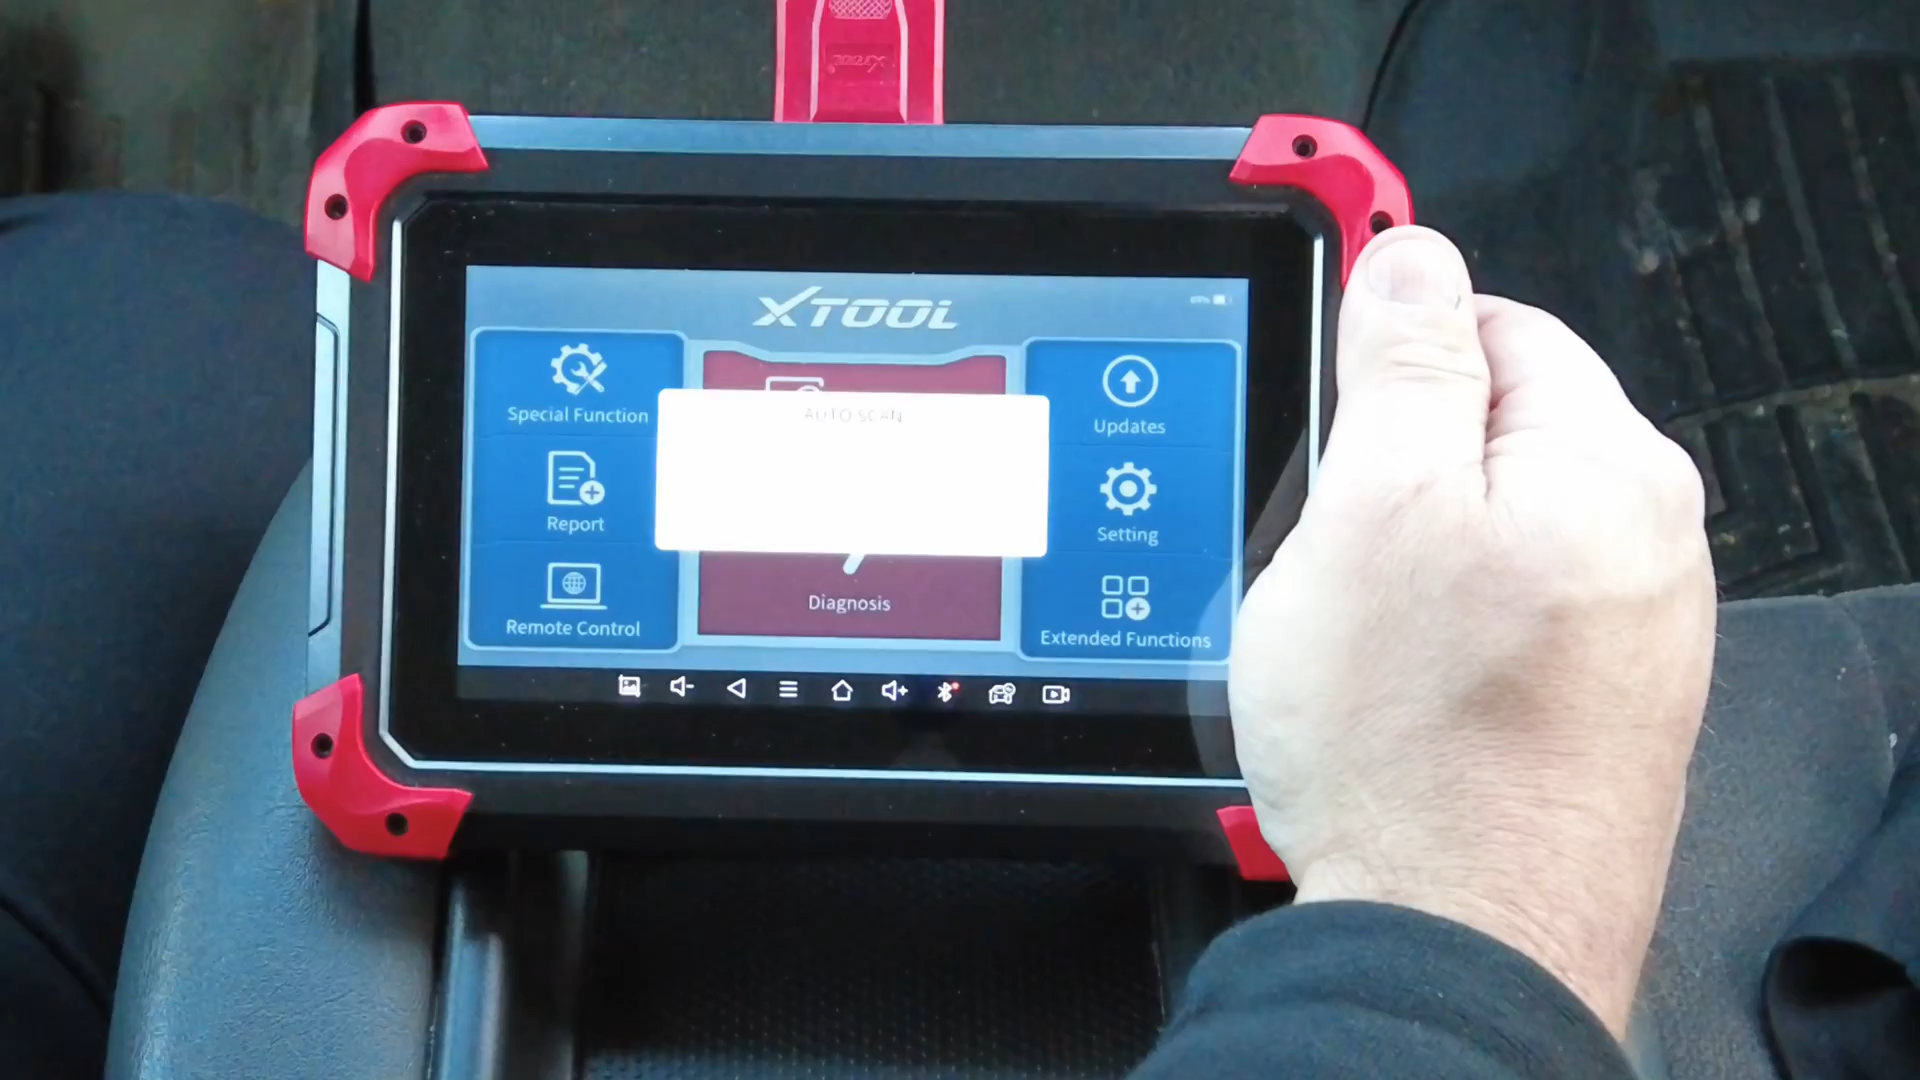 XTOOL
Special Function
Report
Remote Control
AUTO SCAN
Diagnosis
Updates
Setting
Extended Functions